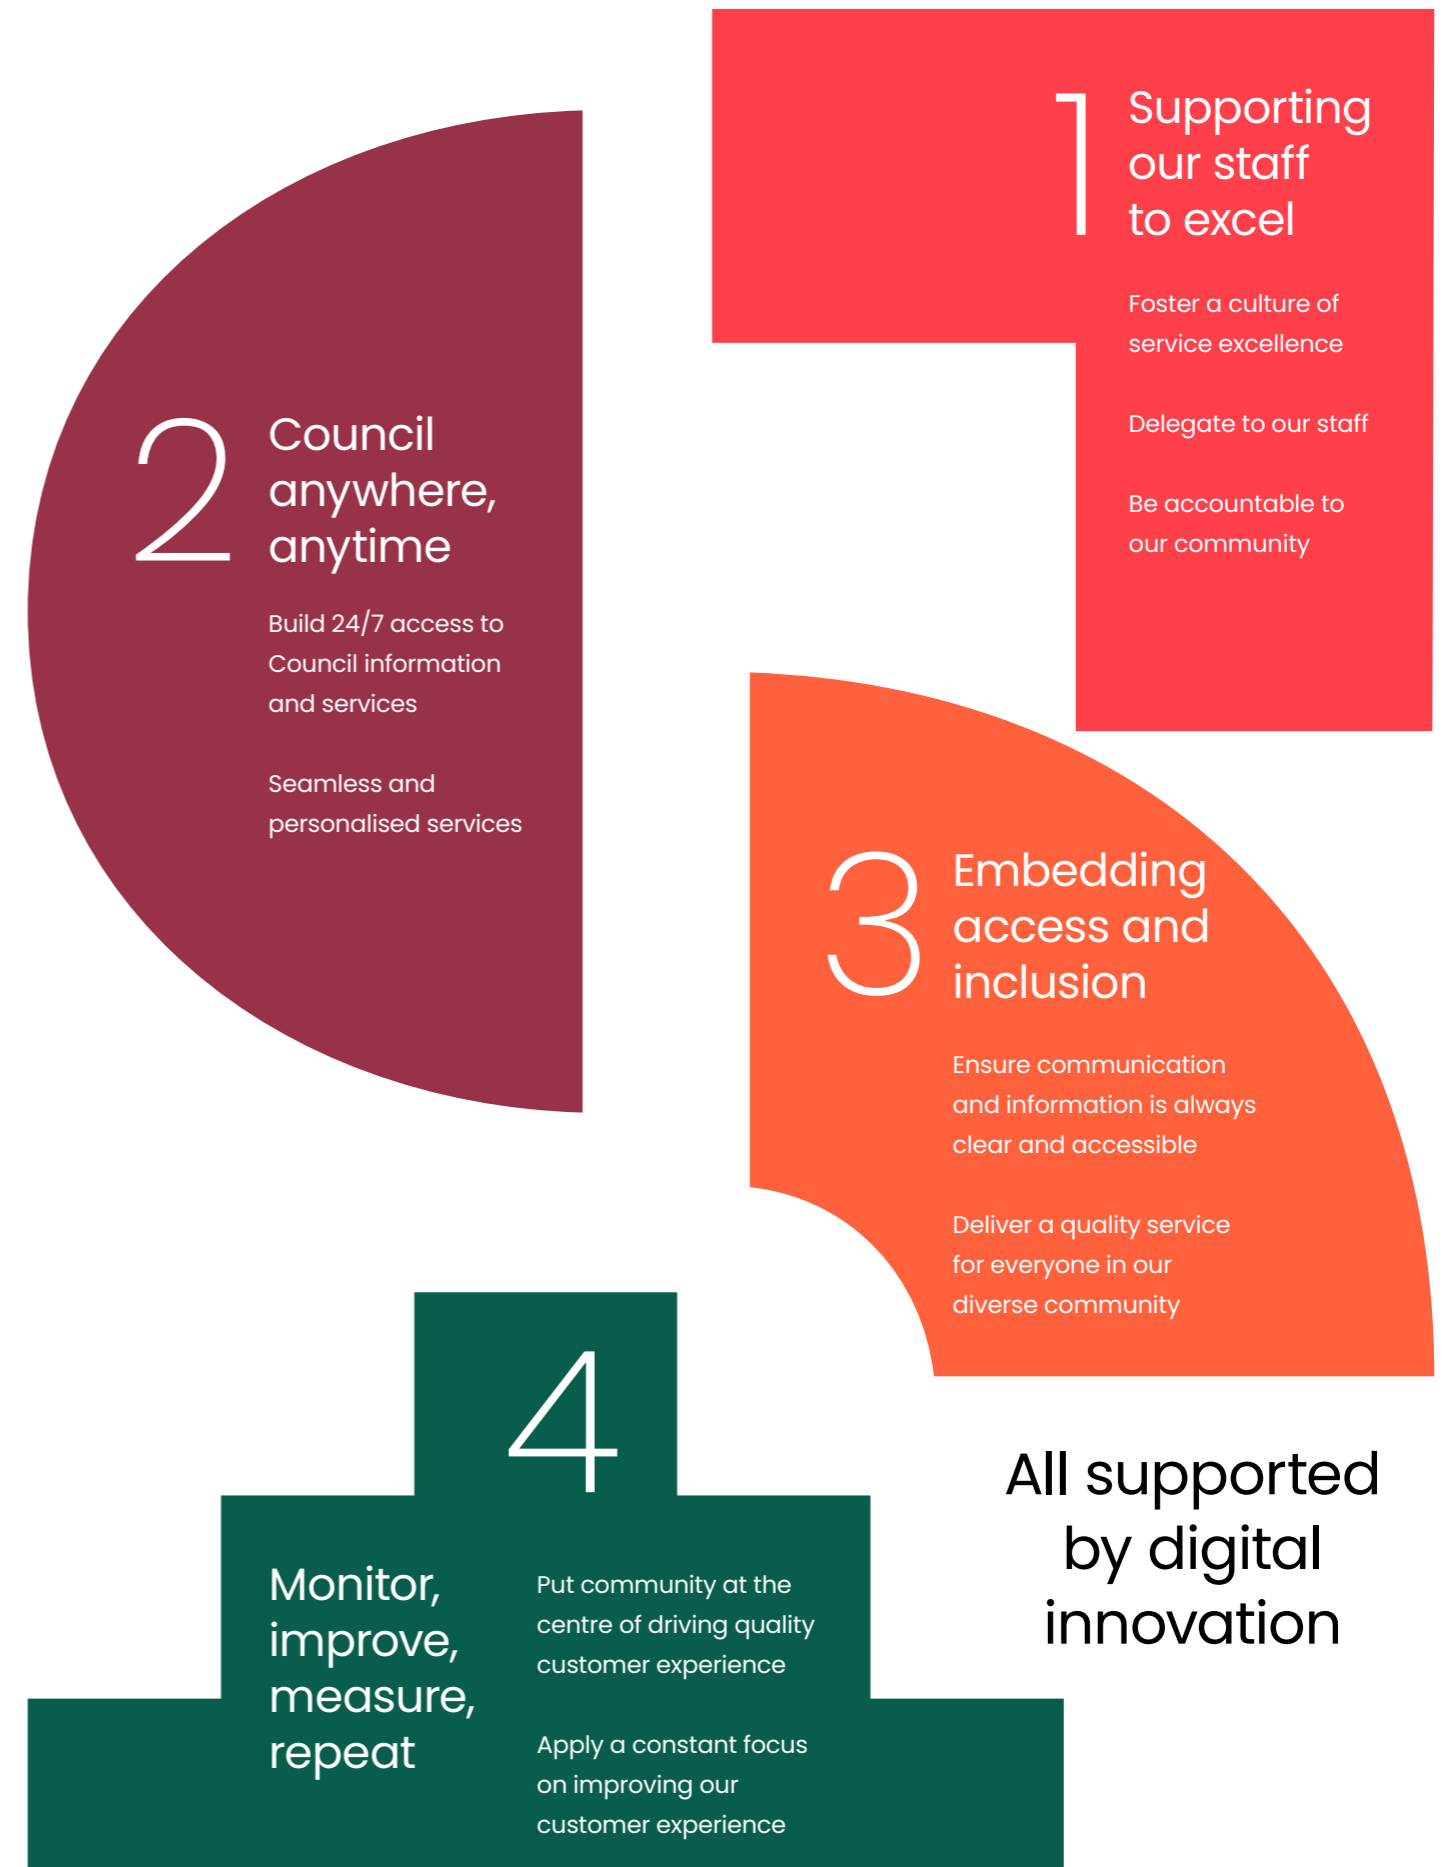 1
Supporting
our staff
to excel
Foster a culture of
service excellence
Delegate to our staff
Be accountable to
our community
2
Council
anywhere,
anytime
Build 24/7 access to
Council information
and services
Seamless and
personalised services
3
Embedding
access and
inclusion
Ensure communication
and information is always
clear and accessible
Deliver a quality service
for everyone in our
diverse community
4
Monitor,
improve,
measure,
repeat
Put community at the
centre of driving quality
customer experience
Apply a constant focus
on improving our
customer experience
All supported
by digital
innovation